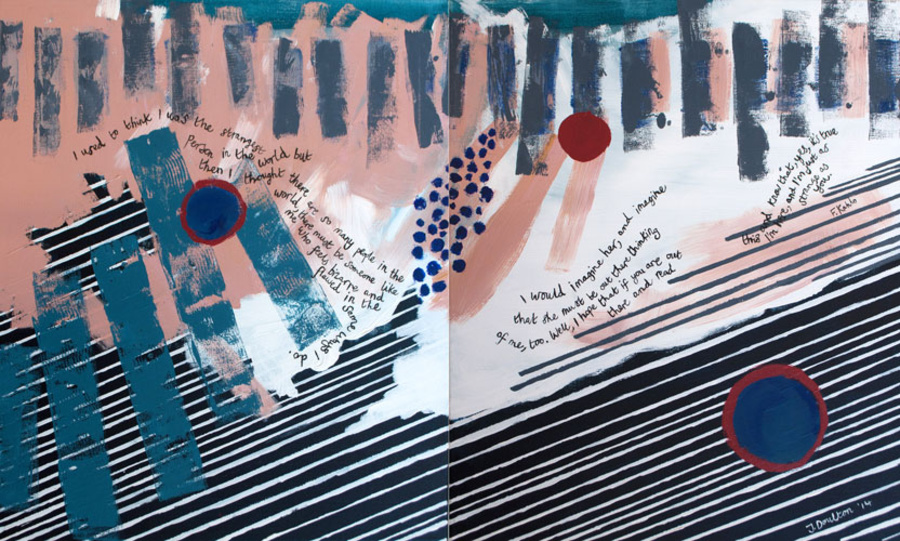 I used to think I was the strangest
Person in the world but
then I thought there are so many people in the
world, there must be someone like
me who feels bizarre and
flawed in the
same ways I do.
I would imagine her, and imagine
that she must be out there thinking
of me, too. Well, I hope that if you are out
there and read
this and know that, yes, it's true
I'm here, and I'm just as
strange as
you.
F. Kahlo
J. Doulton '14